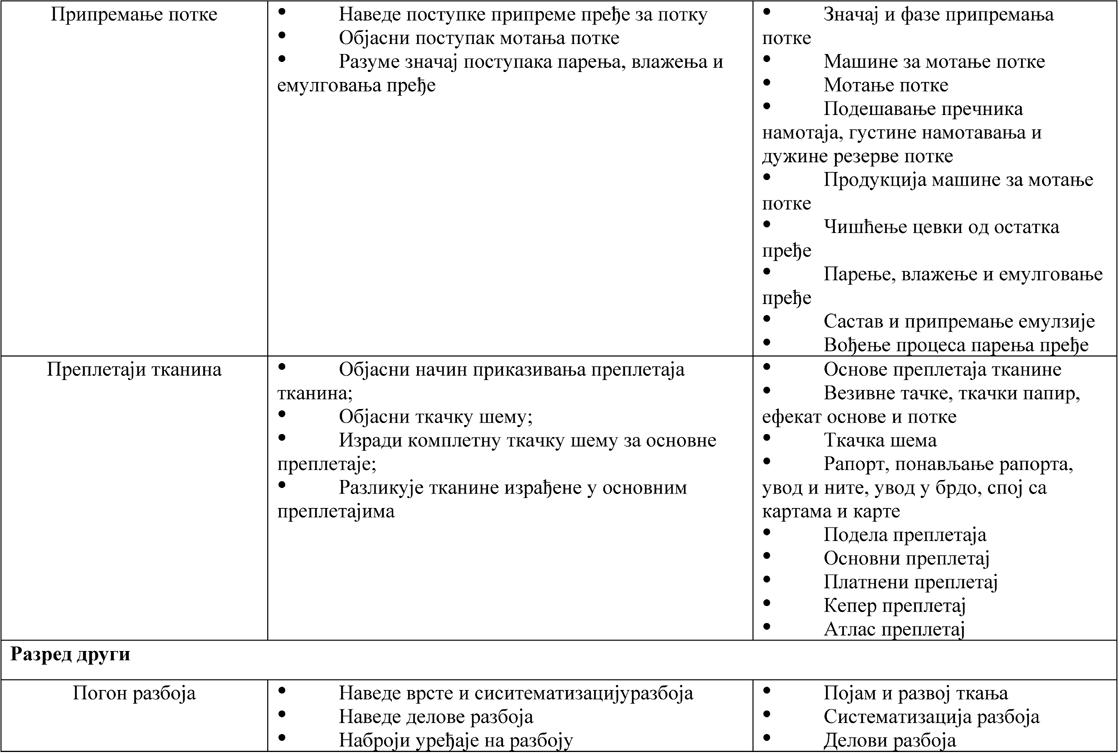 Припремање потке
• Наведе поступке припреме пређе за потку
• Објасни поступак мотања потке
• Разуме значај поступака парења, влажења и
емулговања пређе
• Значај и фазе припремања
потке
• Машине за мотање потке
• Мотање потке
• Подешавање пречника
намотаја, густине намотавања и
дужине резерве потке
• Продукција машине за мотање
потке
• Чишћење цевки од остатка
пређе
• Парење, влажење и емулговање
пређе
• Састав и припремање емулзије
• Вођење процеса парења пређе
Преплетаји тканина
• Објасни начин приказивања преплетаја
тканина;
• Објасни ткачку шему;
• Изради комплетну ткачку шему за основне
преплетаје;
• Разликује тканине израђене у основним
преплетајима
• Основе преплетаја тканине
• Везивне тачке, ткачки папир,
ефекат основе и потке
• Ткачка шема
• Рапорт, понављање рапорта,
увод и ните, увод у брдо, спој са
картама и карте
• Подела преплетаја
• Основни преплетај
• Платнени преплетај
• Кепер преплетај
• Атлас преплетај
Разред други
Погон разбоја
• Наведе врсте и сиситематизацијуразбоја
• Наведе делове разбоја
• Наброји уређаје на разбоју
• Појам и развој ткања
• Систематизација разбоја
• Делови разбоја